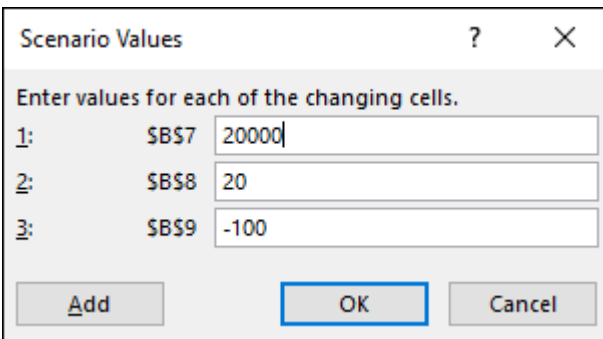 Scenario Values ? ×
Enter values for each of the changing cells.
1: $B$7 20000
2: $B$8 20
3: $B$9 -100
Add OK Cancel